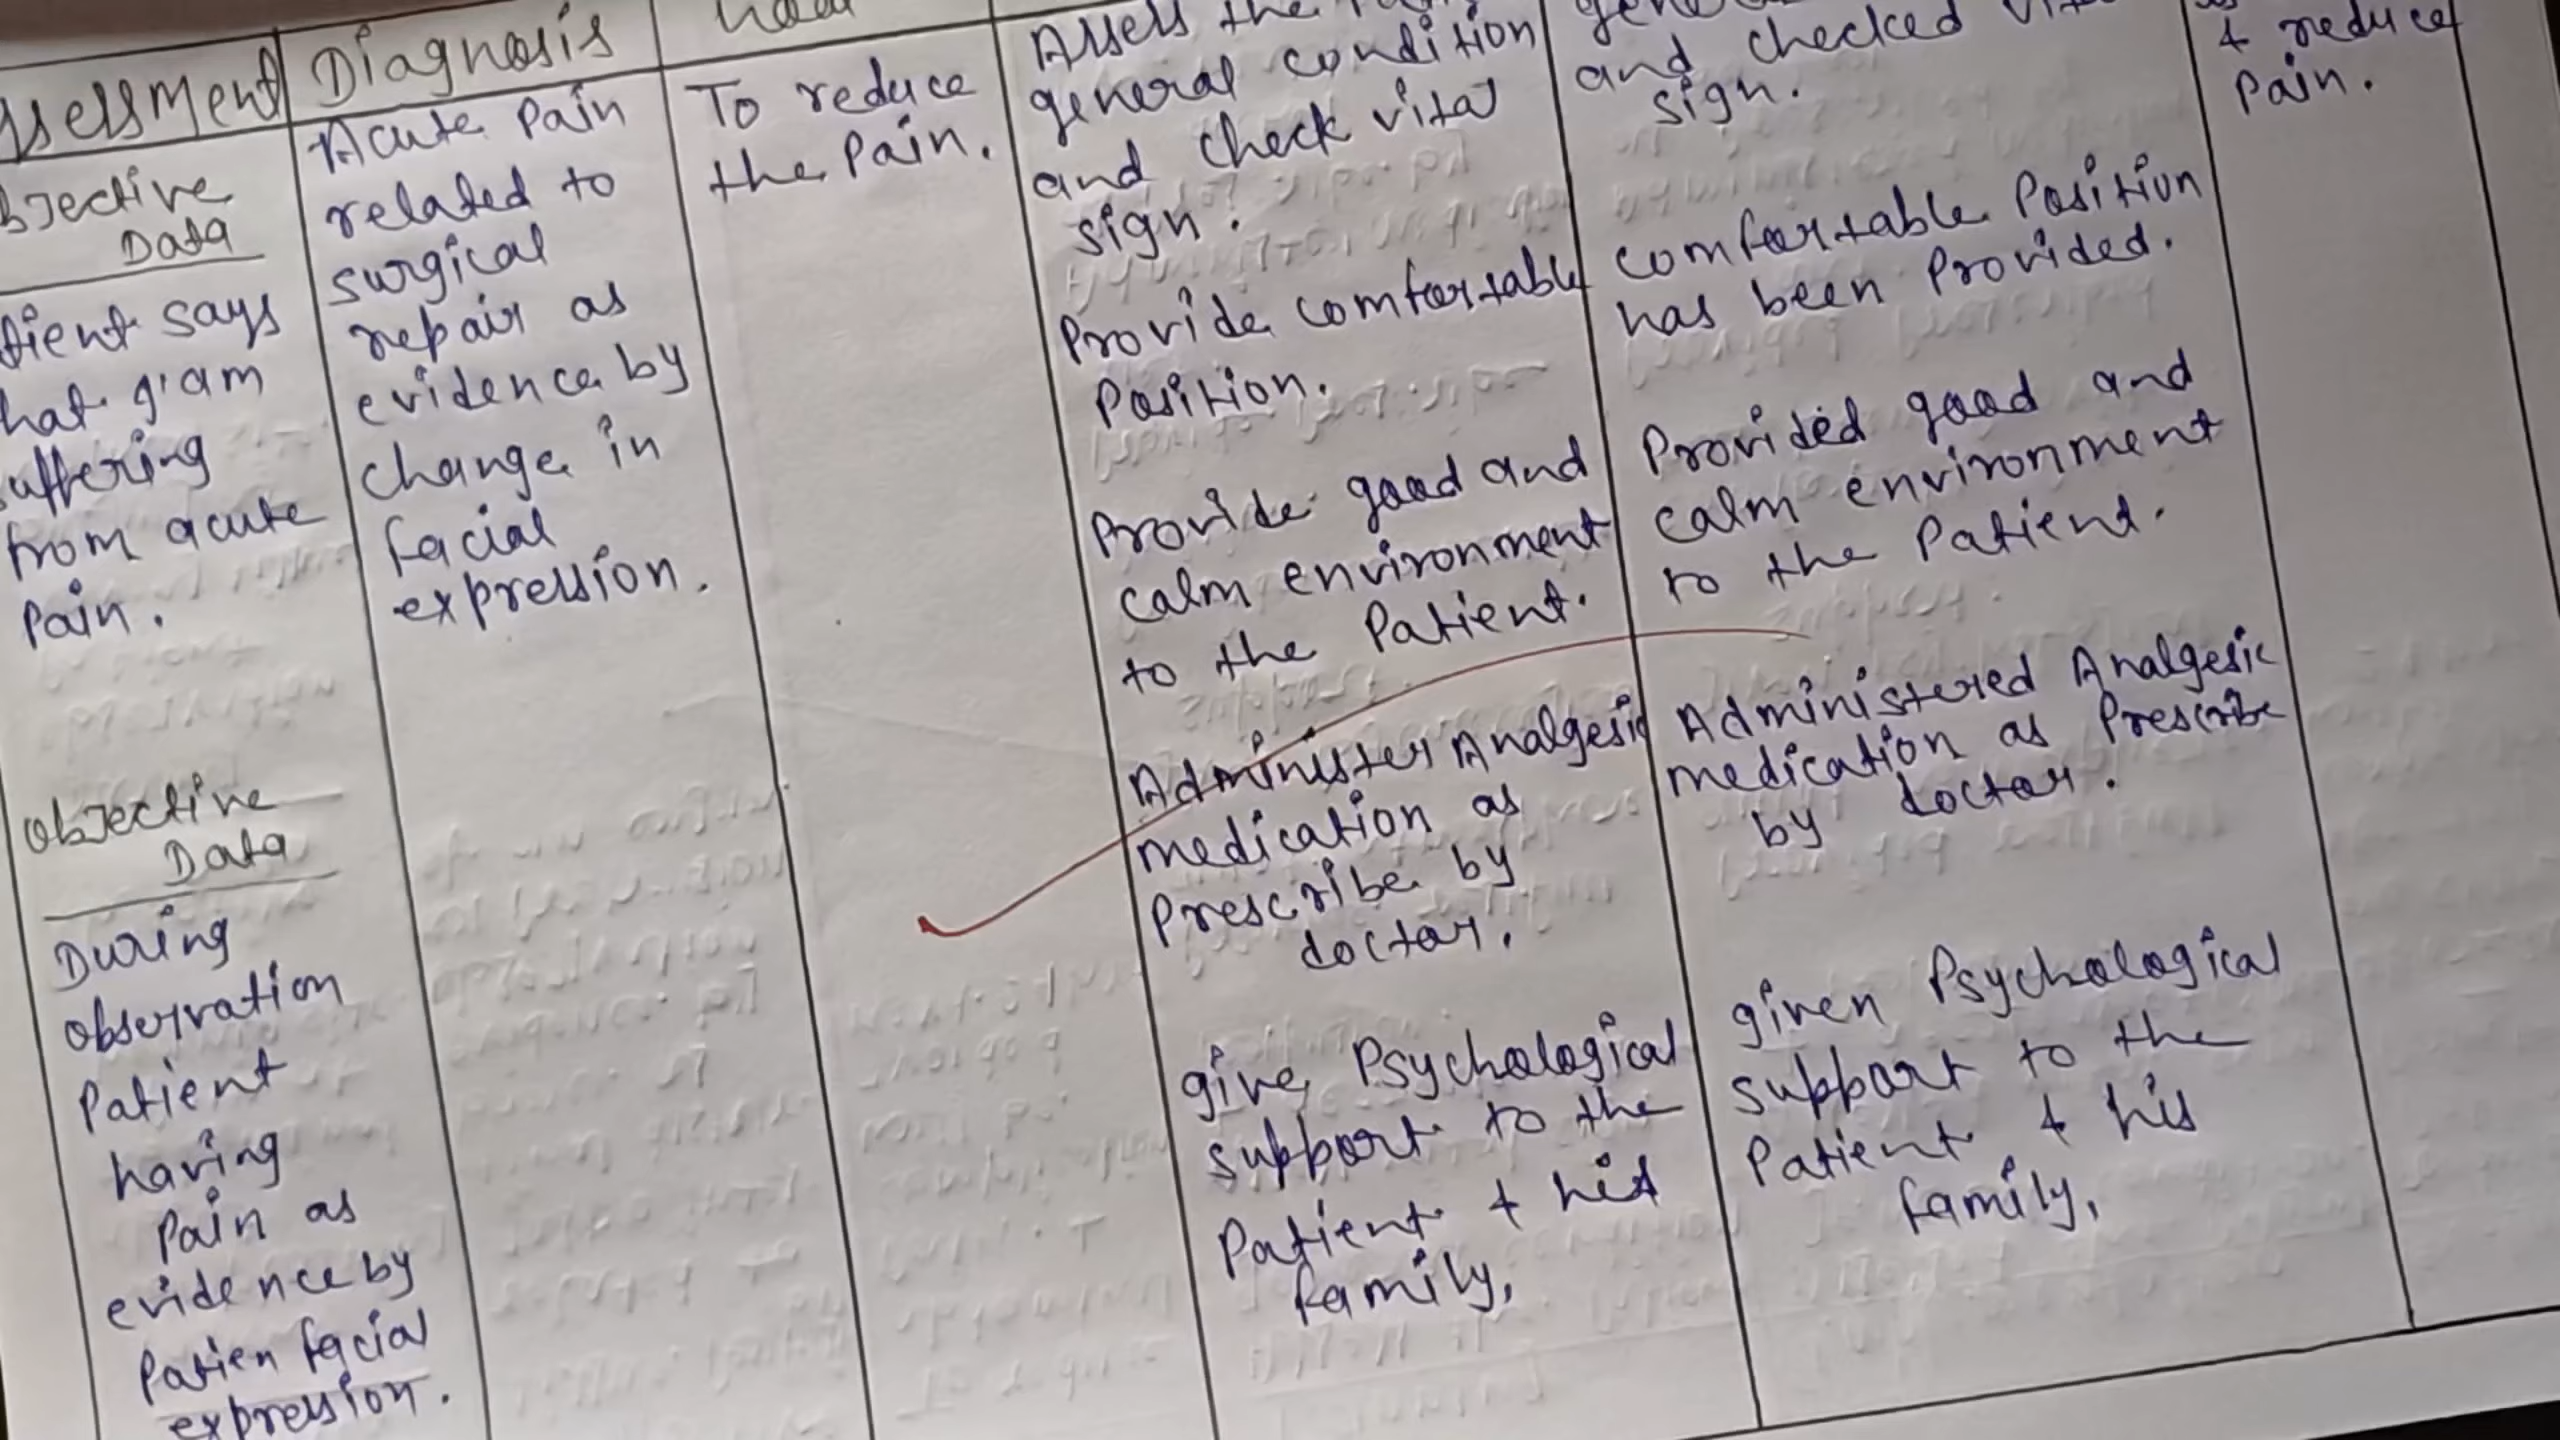 ssessment
bjective
Data
tient says
hat g'am
uffering
from acute
Pain.
Objective
Data
During
observation
Patient
having
Pain as
evidence by
Patien facial
expression.
Diagnosis
Acute Pain
related to
surgical
repair as
evidence by
change in
facial
expression.
To reduce
the Pain.
Assess the
general condition
and check vital
sign.
Provide comfortable
Position.
Provide good and
calm environment
to the Patient.
Administer Analgesic
medication as
Prescribe by
doctor.
give Psychological
support to the
Patient & his
family,
and checked
sign.
comfortable Position
has been Provided.
Provided good and
calm environment
to the Patient.
Administered Analgesic
medication as Prescribe
by doctor.
given Psychological
support to the
Patient & his
family,
& reduce
Pain.